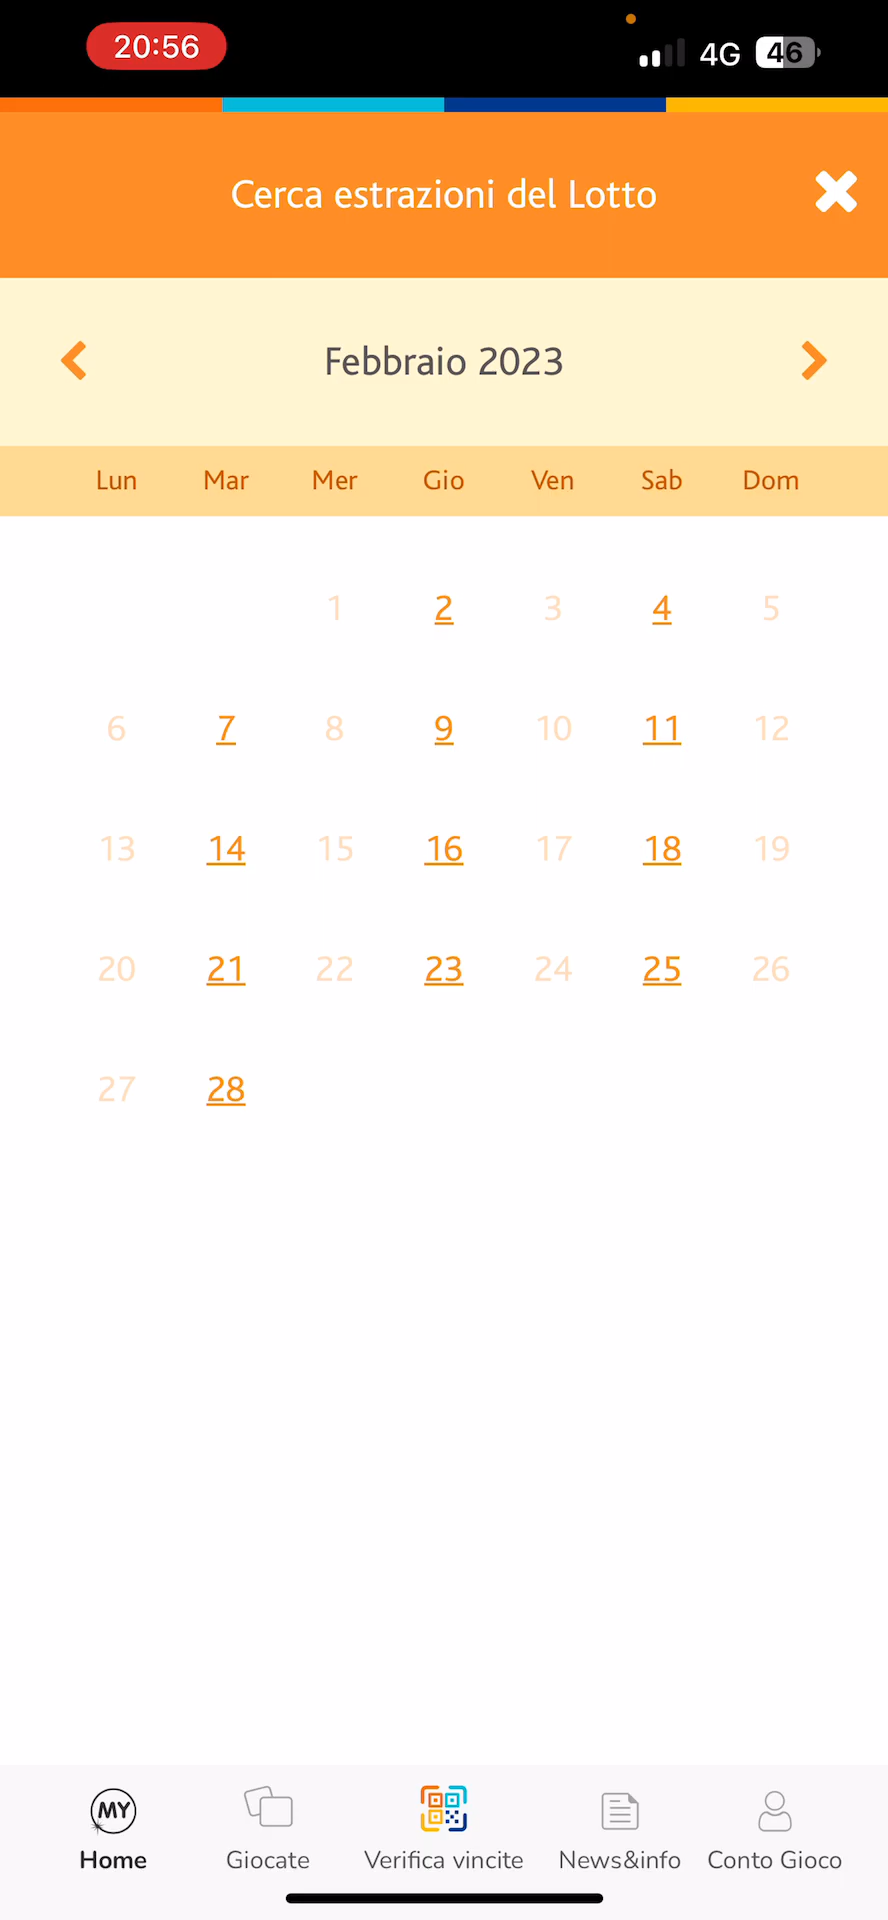 20:56
4G 46
Cerca estrazioni del Lotto
Febbraio 2023
Lun Mar Mer Gio Ven Sab Dom
1 2 3 4 5
6 7 8 9 10 11 12
13 14 15 16 17 18 19
20 21 22 23 24 25 26
27 28
MY
Home Giocate Verifica vincite News&info Conto Gioco